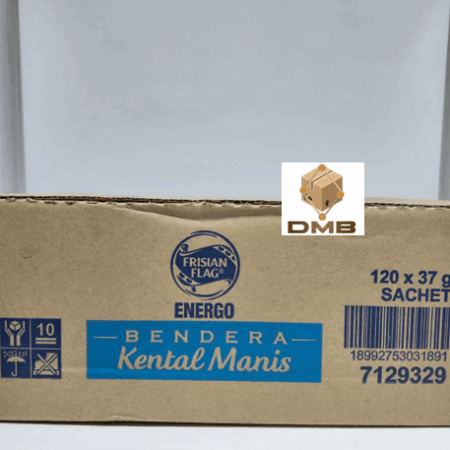 DMB
FRISIAN
FLAG®
ENERGO
BENDERA
Kental Manis
10
120 x 37 g
SACHET
18992753031891
7129329